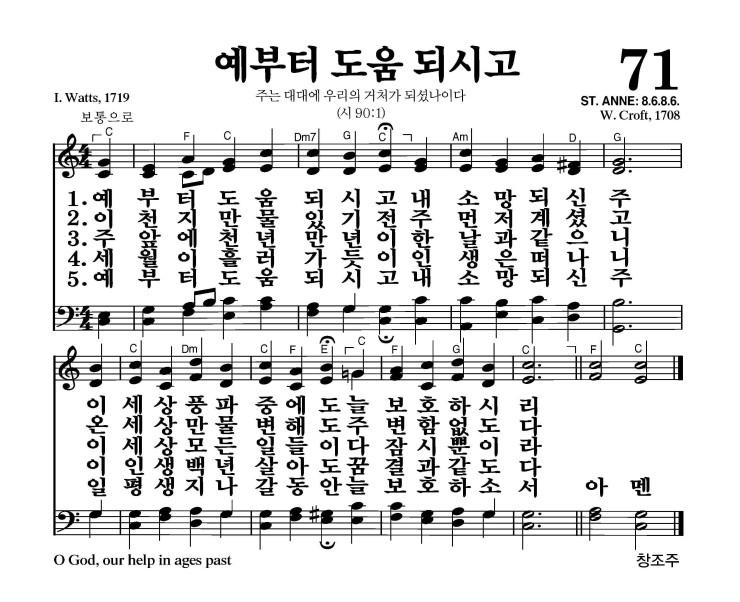 예부터 도움 되시고
71
I. Watts, 1719
주는 대대에 우리의 거처가 되셨나이다
ST. ANNE: 8.6.8.6.
보통으로
(시 90:1)
W. Croft, 1708
C F C Dm7 G C Am D G
1. 예 부 터 도 움 되 시 고 내 소 망 되 신 주
2. 이 천 지 만 물 있 기 전 주 먼 저 계 셨 고
3. 주 앞 에 천 년 만 년 이 한 날 과 같 으 니
4. 세 월 이 흘 러 가 듯 이 인 생 은 떠 나 니
5. 예 부 터 도 움 되 시 고 내 소 망 되 신 주
C Dm C F E C F G C F C
이 세 상 풍 파 중 에 도 늘 보 호 하 시 리
온 세 상 만 물 변 해 도 주 변 함 없 도 다
이 세 상 모 든 일 들 이 다 잠 시 뿐 이 라
이 인 생 백 년 살 아 도 꿈 결 과 같 도 다
일 평 생 지 나 갈 동 안 늘 보 호 하 소 서 아 멘
O God, our help in ages past
창조주